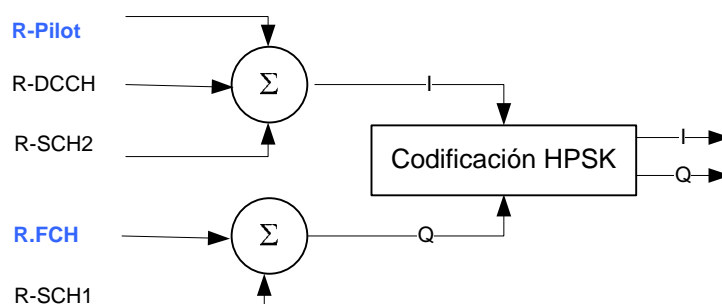 R-Pilot
R-DCCH
Σ
I
R-SCH2
Codificación HPSK
I
Q
R.FCH
Σ
Q
R-SCH1